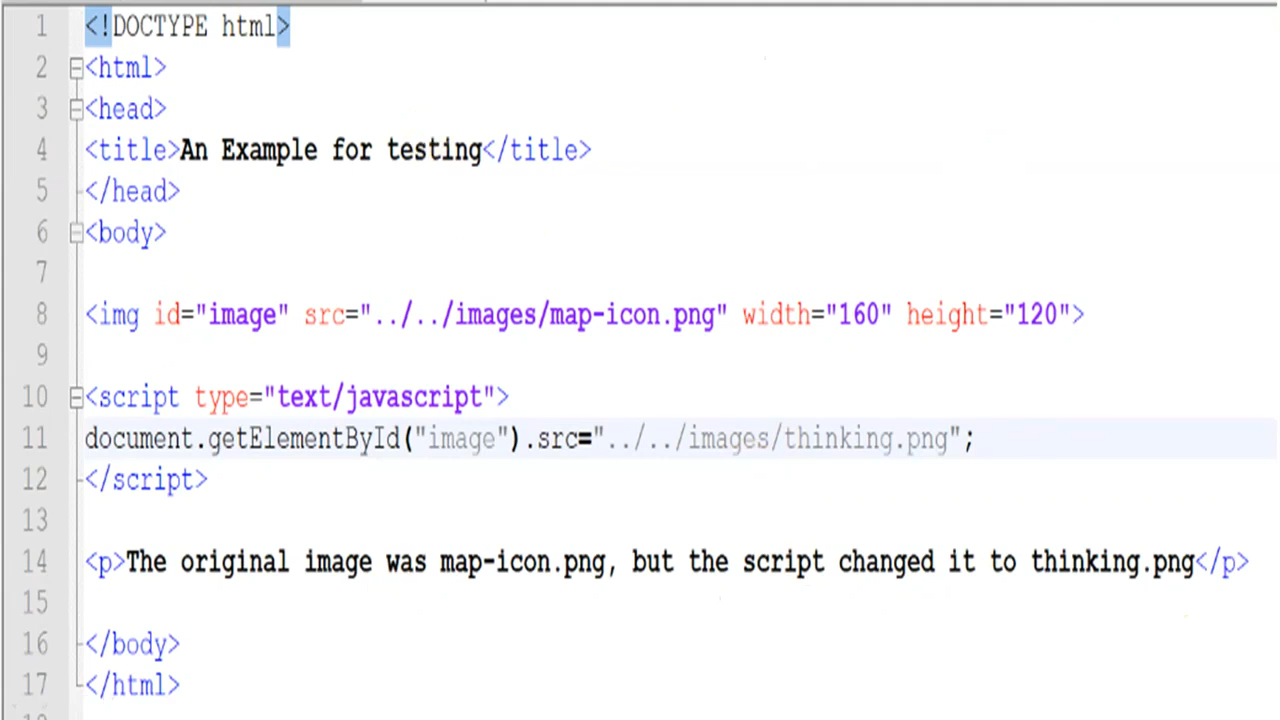 1 <!DOCTYPE html>
2 <html>
3 <head>
4 <title>An Example for testing</title>
5 </head>
6 <body>
7
8 <img id="image" src="../../images/map-icon.png" width="160" height="120">
9
10 <script type="text/javascript">
11 document.getElementById("image").src="../../images/thinking.png";
12 </script>
13
14 <p>The original image was map-icon.png, but the script changed it to thinking.png</p>
15
16 </body>
17 </html>